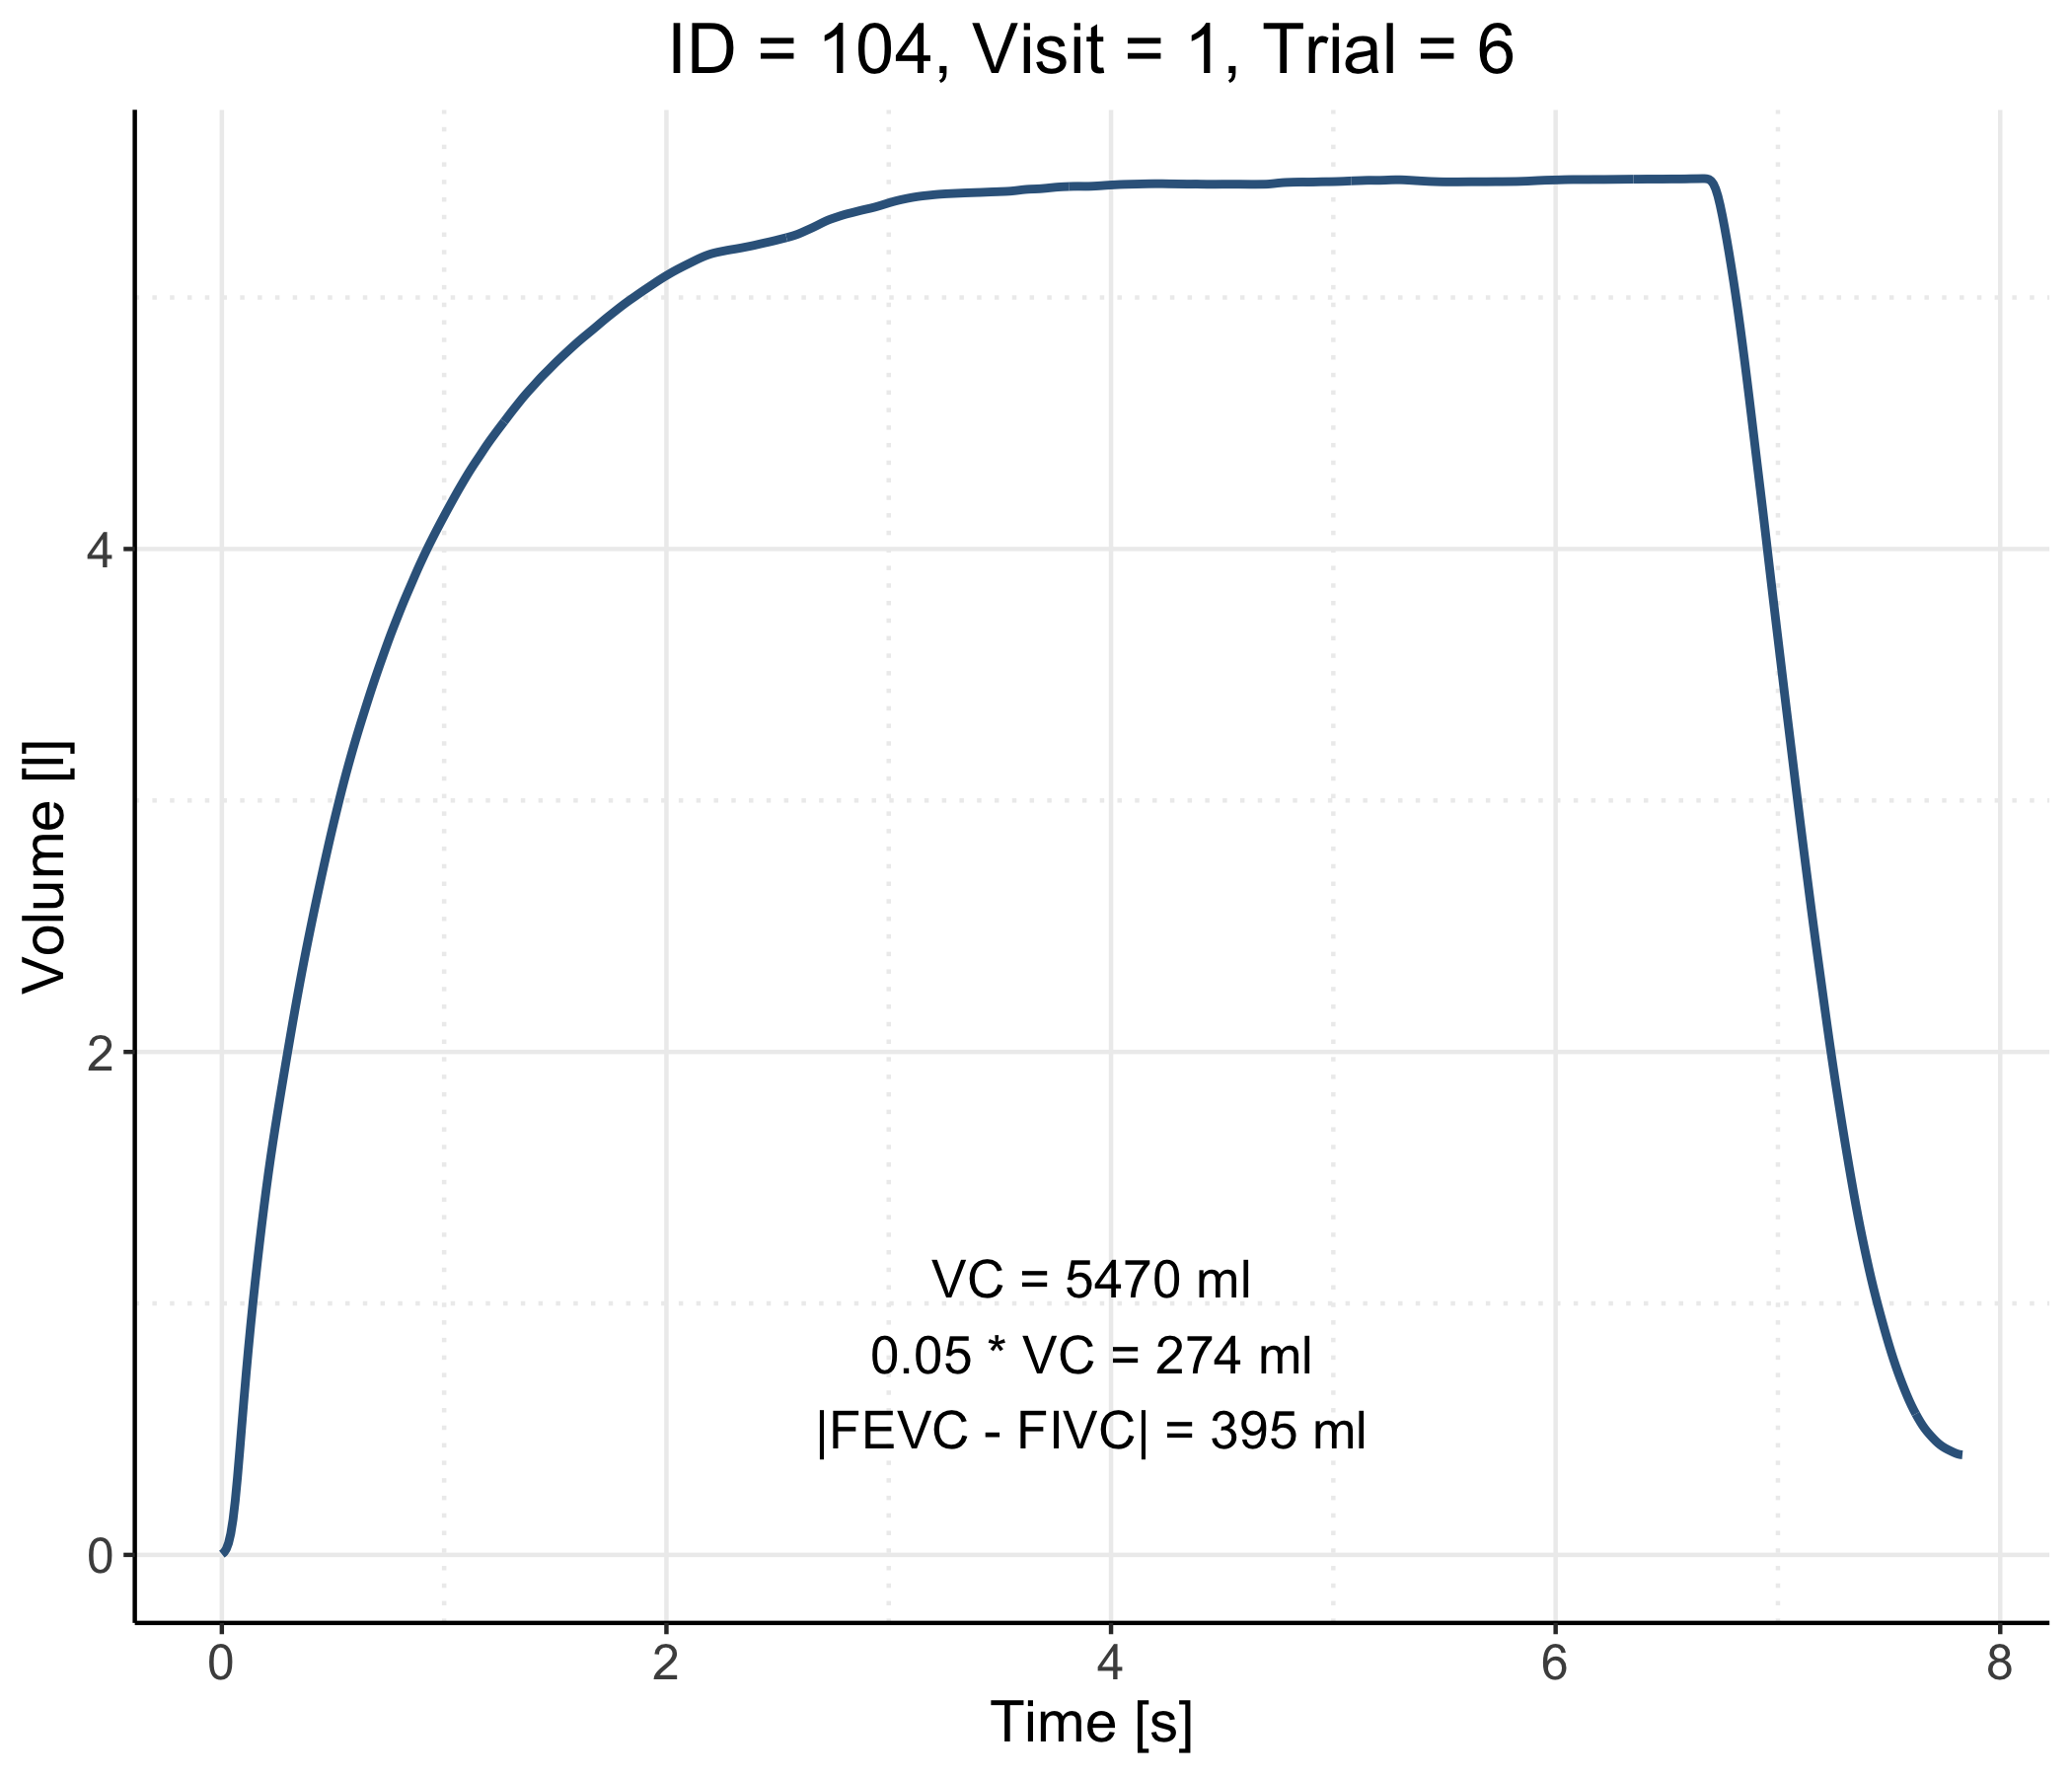 ID = 104, Visit = 1, Trial = 6
Volume [l]
4
2
0
VC = 5470 ml
0.05 * VC = 274 ml
|FEVC - FIVC| = 395 ml
0 2 4 6 8
Time [s]